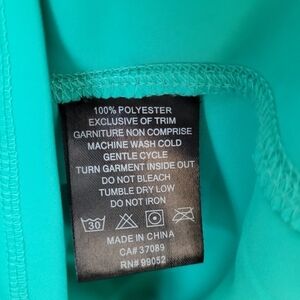 100% POLYESTER
EXCLUSIVE OF TRIM
GARNITURE NON COMPRISE
MACHINE WASH COLD
GENTLE CYCLE
TURN GARMENT INSIDE OUT
DO NOT BLEACH
TUMBLE DRY LOW
DO NOT IRON
30
MADE IN CHINA
CA# 37089
RN# 99052